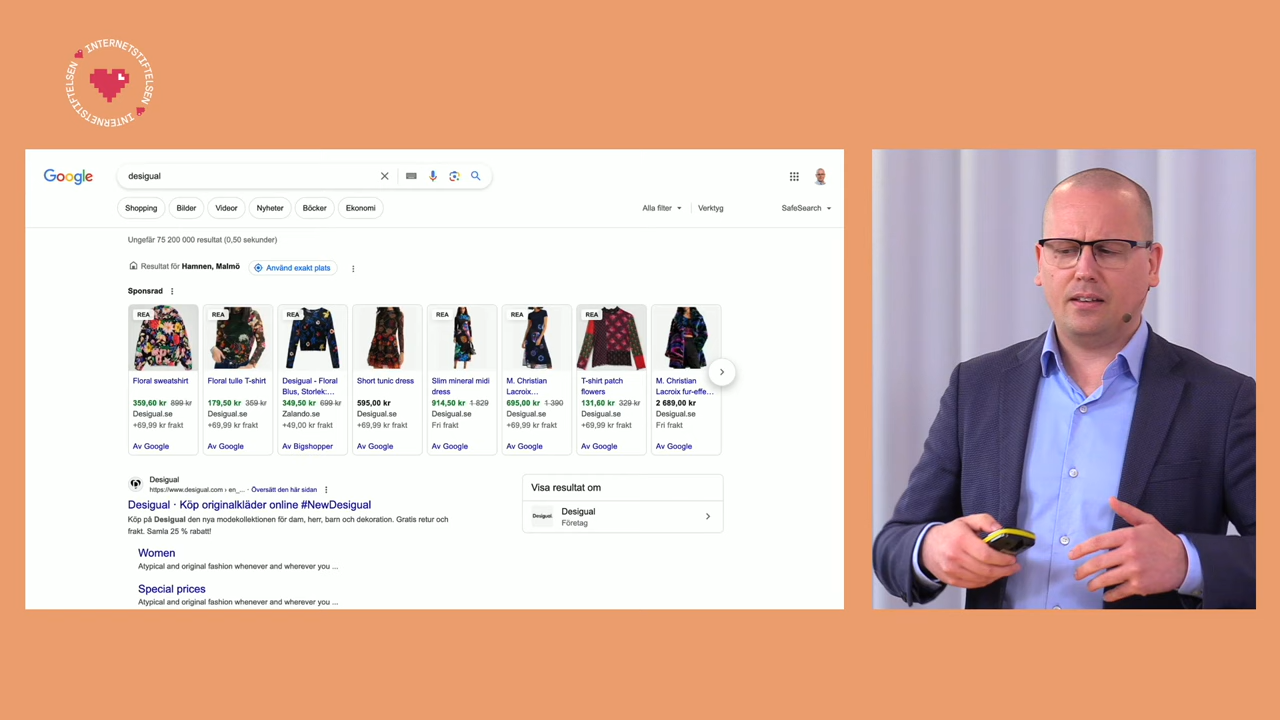 INTERNETSTIFTELSEN
INTERNETSTIFTELSEN
Google
desigual
Shopping
Bilder
Videor
Nyheter
Böcker
Ekonomi
Alla filter
Verktyg
SafeSearch
Ungefär 75 200 000 resultat (0,50 sekunder)
Resultat för Hamnen, Malmö
Använd exakt plats
Sponsrad
REA
Floral sweatshirt
359,60 kr 899 kr
Desigual.se
+69,99 kr frakt
Av Google
REA
Floral tulle T-shirt
179,50 kr 359 kr
Desigual.se
+69,99 kr frakt
Av Google
REA
Desigual - Floral
Blus, Storlek:...
349,50 kr 699 kr
Zalando.se
+49,00 kr frakt
Av Bigshopper
Short tunic dress
595,00 kr
Desigual.se
+69,99 kr frakt
Av Google
REA
Slim mineral midi
dress
914,50 kr 1 829
Desigual.se
Fri frakt
Av Google
REA
M. Christian
Lacroix...
695,00 kr 1 390
Desigual.se
+69,99 kr frakt
Av Google
REA
T-shirt patch
flowers
131,60 kr 329 kr
Desigual.se
+69,99 kr frakt
Av Google
M. Christian
Lacroix fur-effe...
2 689,00 kr
Desigual.se
Fri frakt
Av Google
Desigual
https://www.desigual.com › en_... · Översätt den här sidan
Desigual · Köp originalkläder online #NewDesigual
Köp på Desigual den nya modekollektionen för dam, herr, barn och dekoration. Gratis retur och
frakt. Samla 25 % rabatt!
Women
Atypical and original fashion whenever and wherever you ...
Special prices
Atypical and original fashion whenever and wherever you ...
Visa resultat om
Desigual.
Desigual
Företag